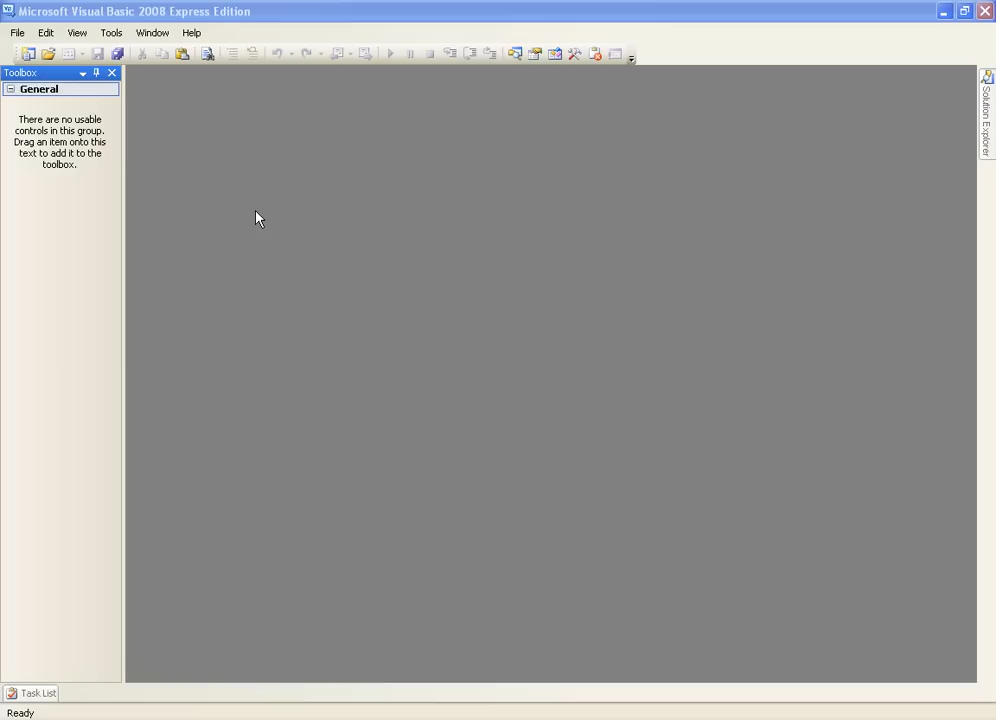 Microsoft Visual Basic 2008 Express Edition
File Edit View Tools Window Help
Toolbox
General
There are no usable
controls in this group.
Drag an item onto this
text to add it to the
toolbox.
Solution Explorer
Task List
Ready